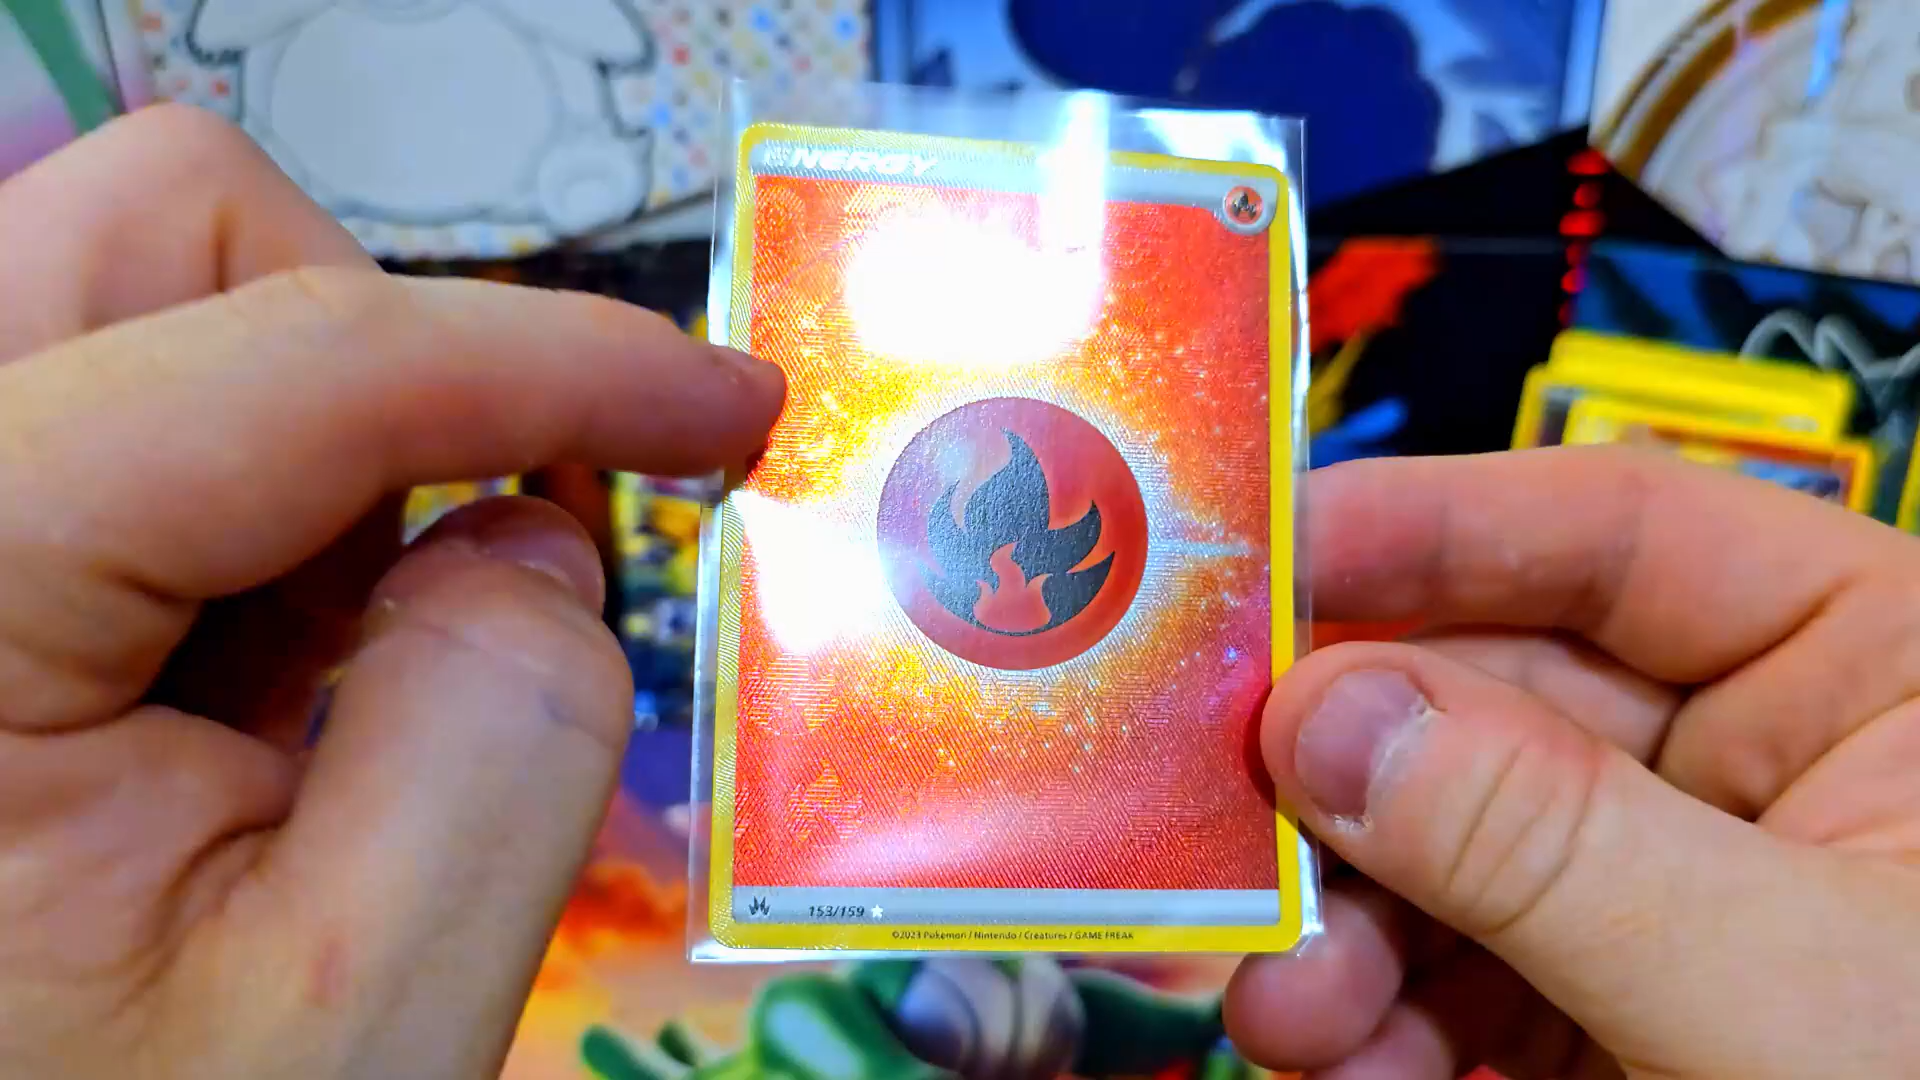 ENERGY
153/159
©2023 Pokémon / Nintendo / Creatures / GAME FREAK